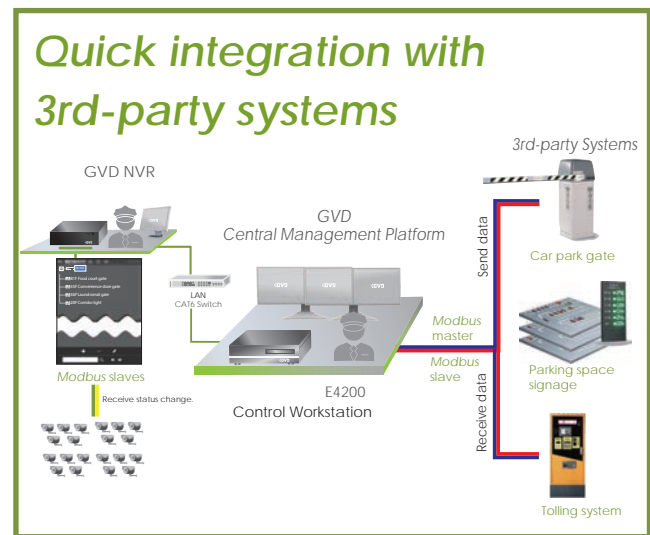 Quick integration with
3rd-party systems
3rd-party Systems
GVD NVR
GVD
Central Management Platform
Send data
Car park gate
LAN
CAT6 Switch
Modbus
master
Modbus
slave
Parking space
signage
Modbus slaves
Receive status change.
E4200
Control Workstation
Receive data
Tolling system